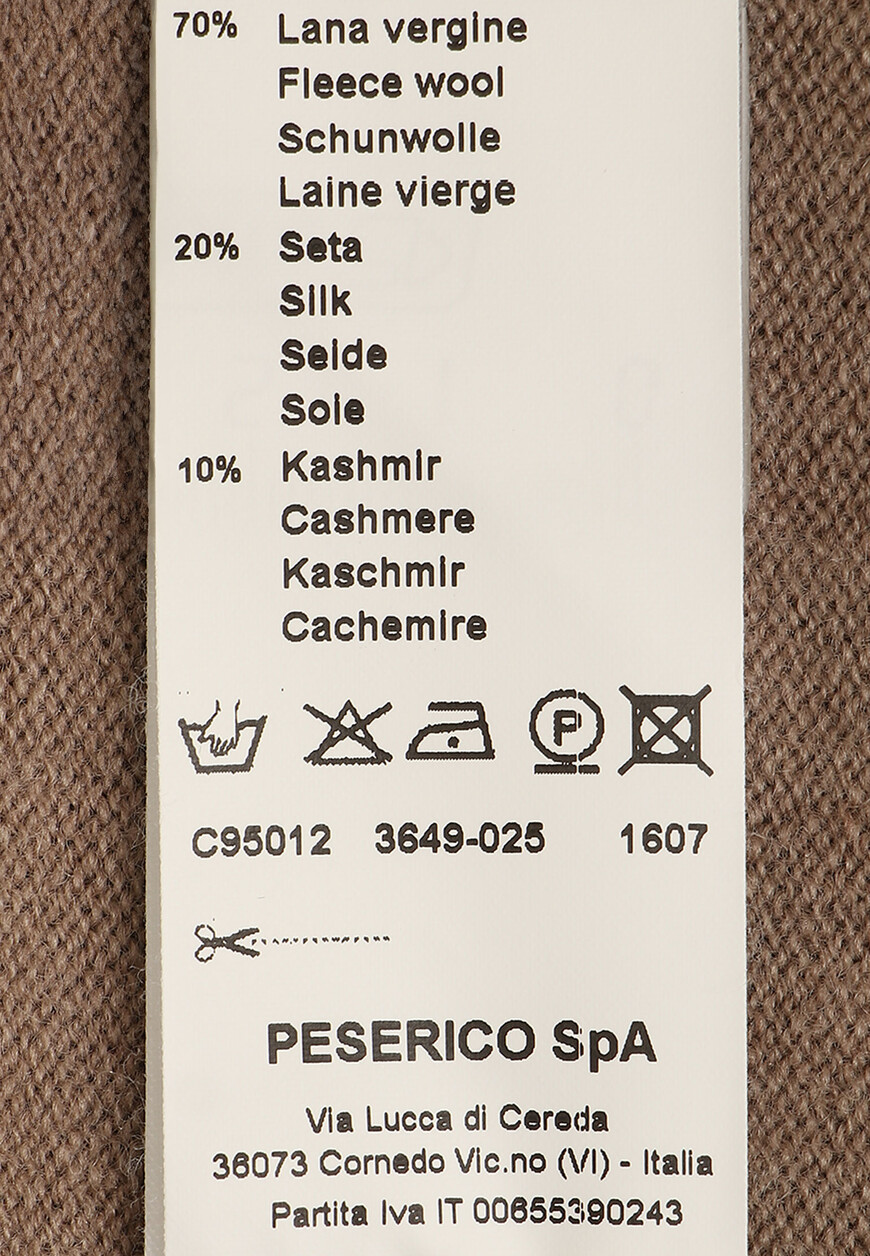 70% Lana vergine
Fleece wool
Schunwolle
Laine vierge
20% Seta
Silk
Seide
Soie
10% Kashmir
Cashmere
Kaschmir
Cachemire
P
C95012 3649-025 1607
PESERICO SpA
Via Lucca di Cereda
36073 Cornedo Vic.no (VI) - Italia
Partita Iva IT 00655390243